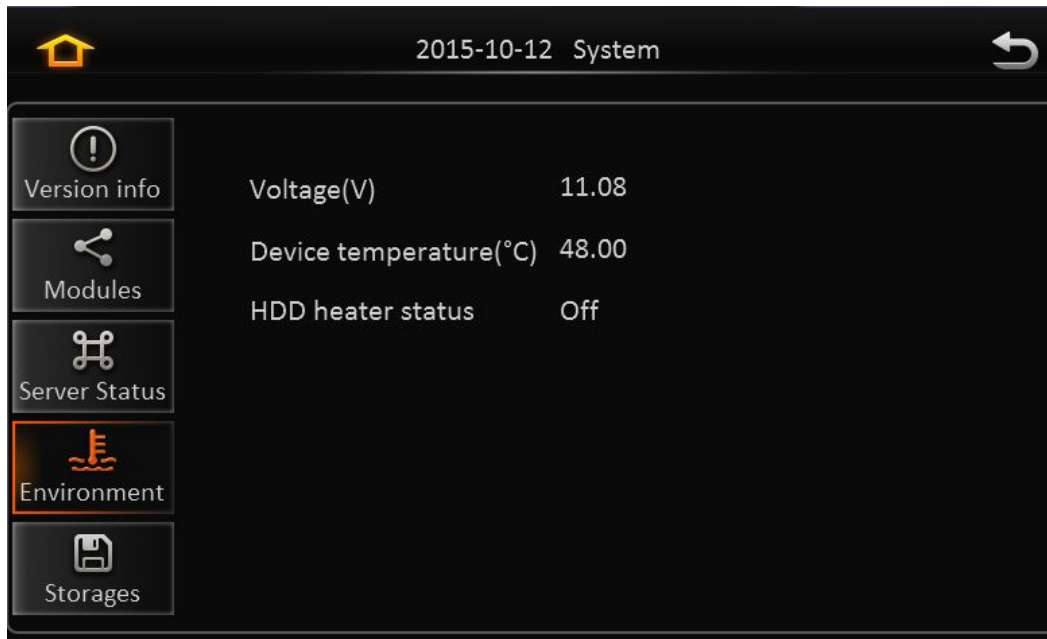 2015-10-12 System
Version info
Modules
Server Status
Environment
Storages
Voltage(V) 11.08
Device temperature(°C) 48.00
HDD heater status Off